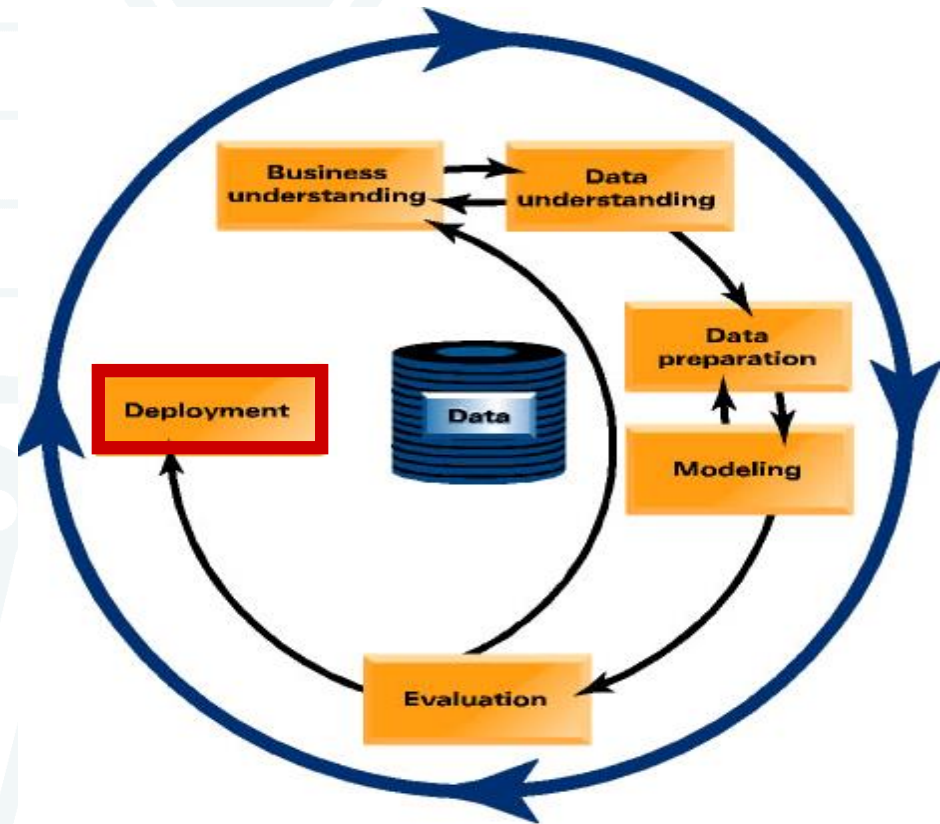 Business
understanding
Data
understanding
Data
preparation
Deployment
Data
Modeling
Evaluation